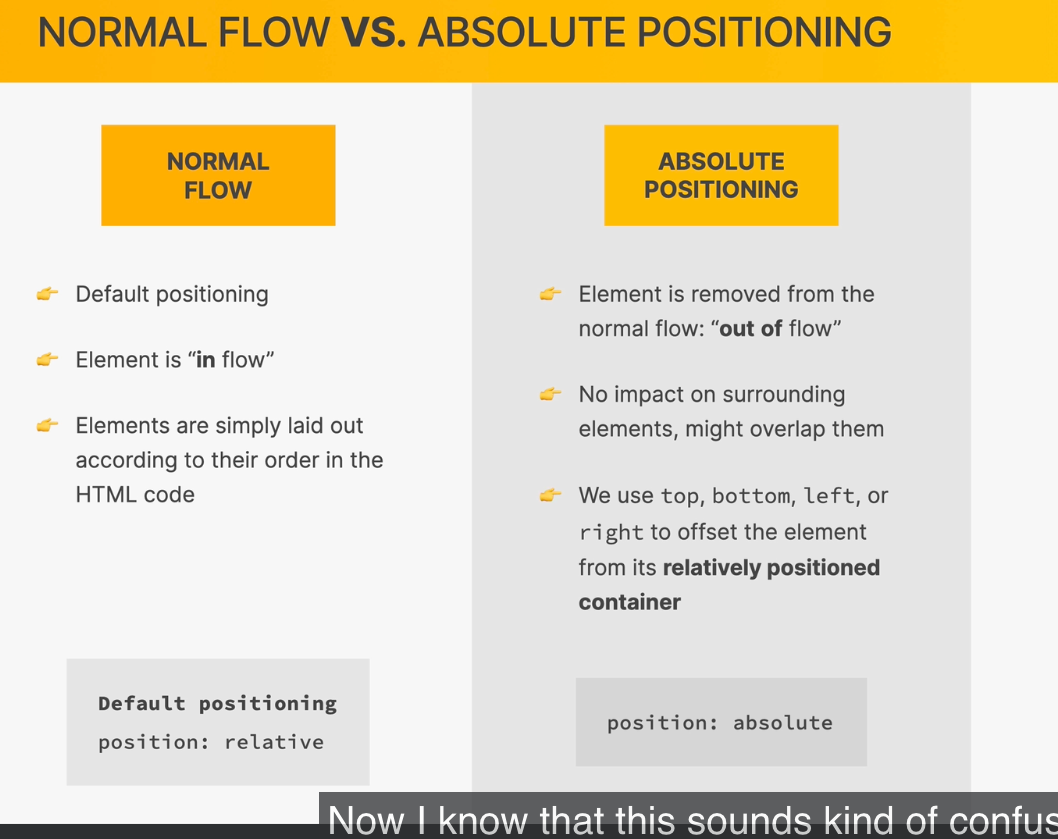 NORMAL FLOW VS. ABSOLUTE POSITIONING
NORMAL
FLOW
Default positioning
Element is “in flow”
Elements are simply laid out
according to their order in the
HTML code
Default positioning
position: relative
ABSOLUTE
POSITIONING
Element is removed from the
normal flow: “out of flow”
No impact on surrounding
elements, might overlap them
We use top, bottom, left, or
right to offset the element
from its relatively positioned
container
position: absolute
Now I know that this sounds kind of confus